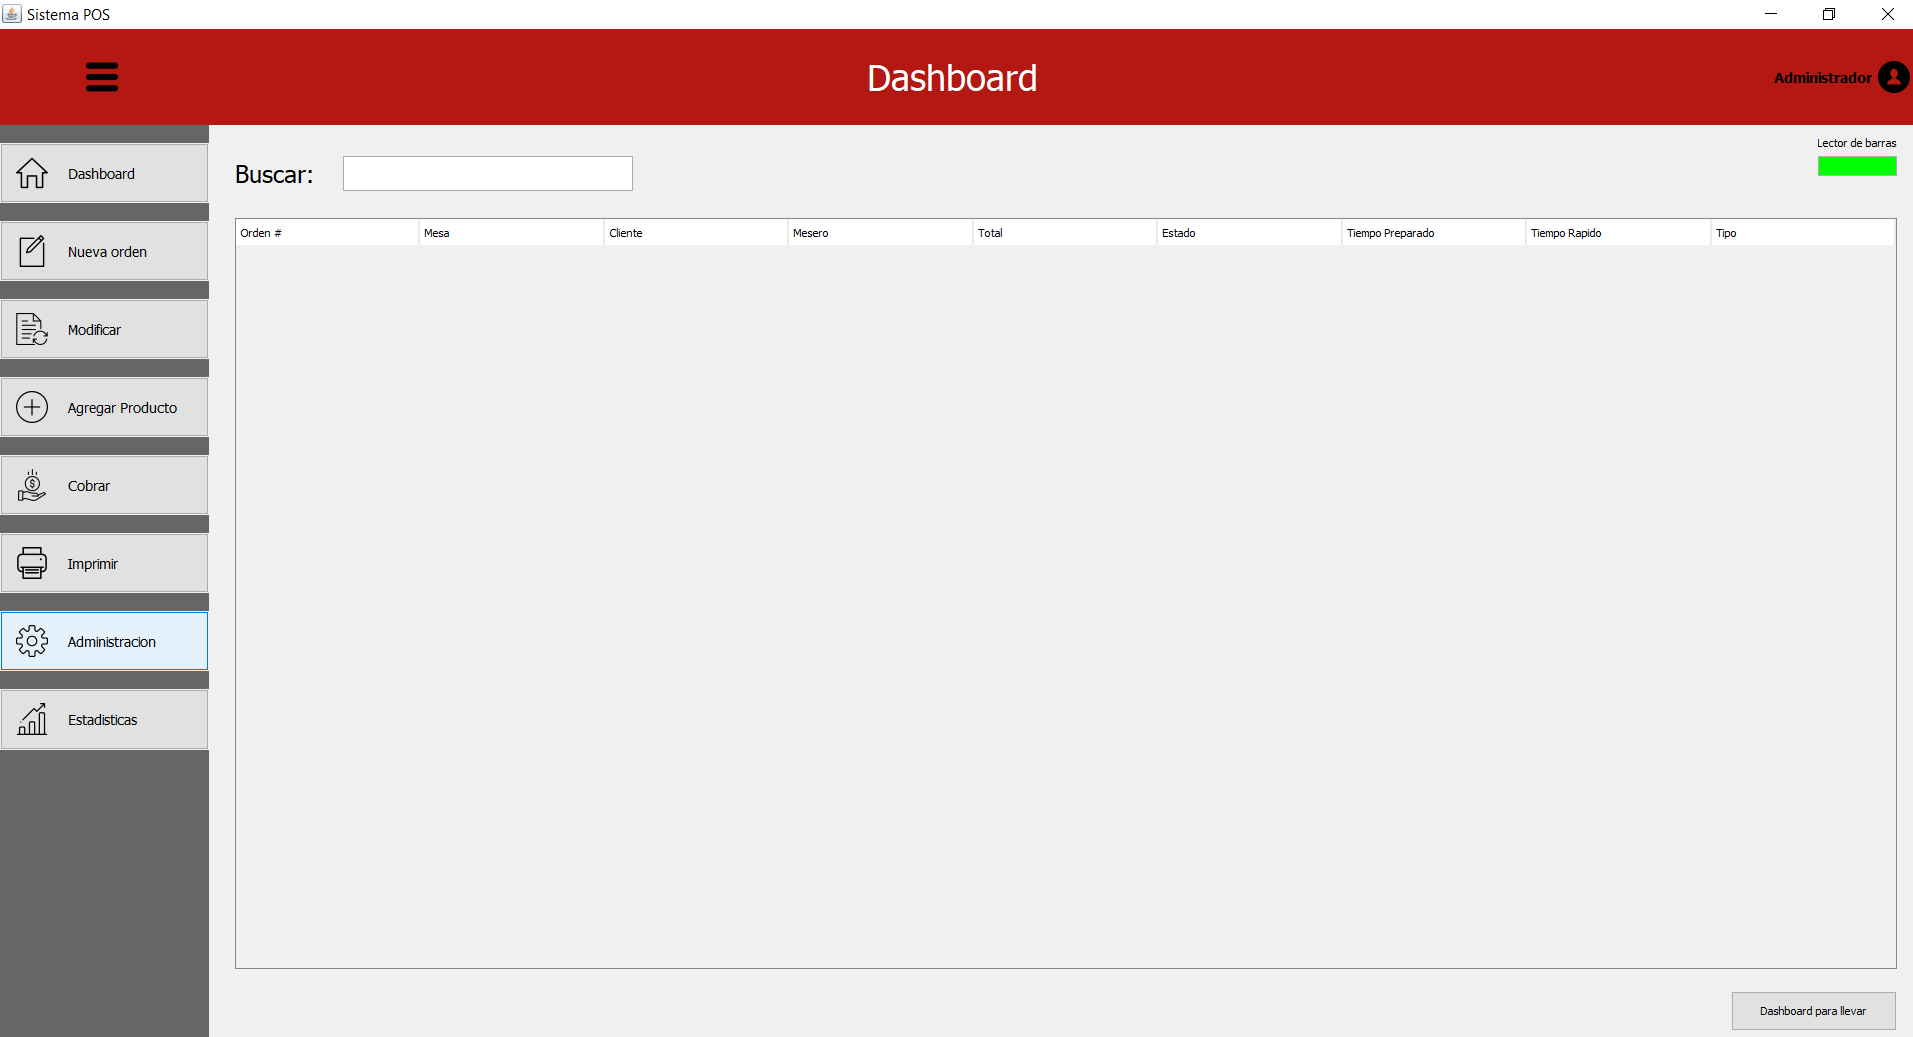 Sistema POS
Dashboard
Administrador
Lector de barras
Buscar:
Dashboard
Nueva orden
Modificar
Agregar Producto
Cobrar
Imprimir
Administracion
Estadisticas
Orden # Mesa Cliente Mesero Total Estado Tiempo Preparado Tiempo Rapido Tipo
Dashboard para llevar